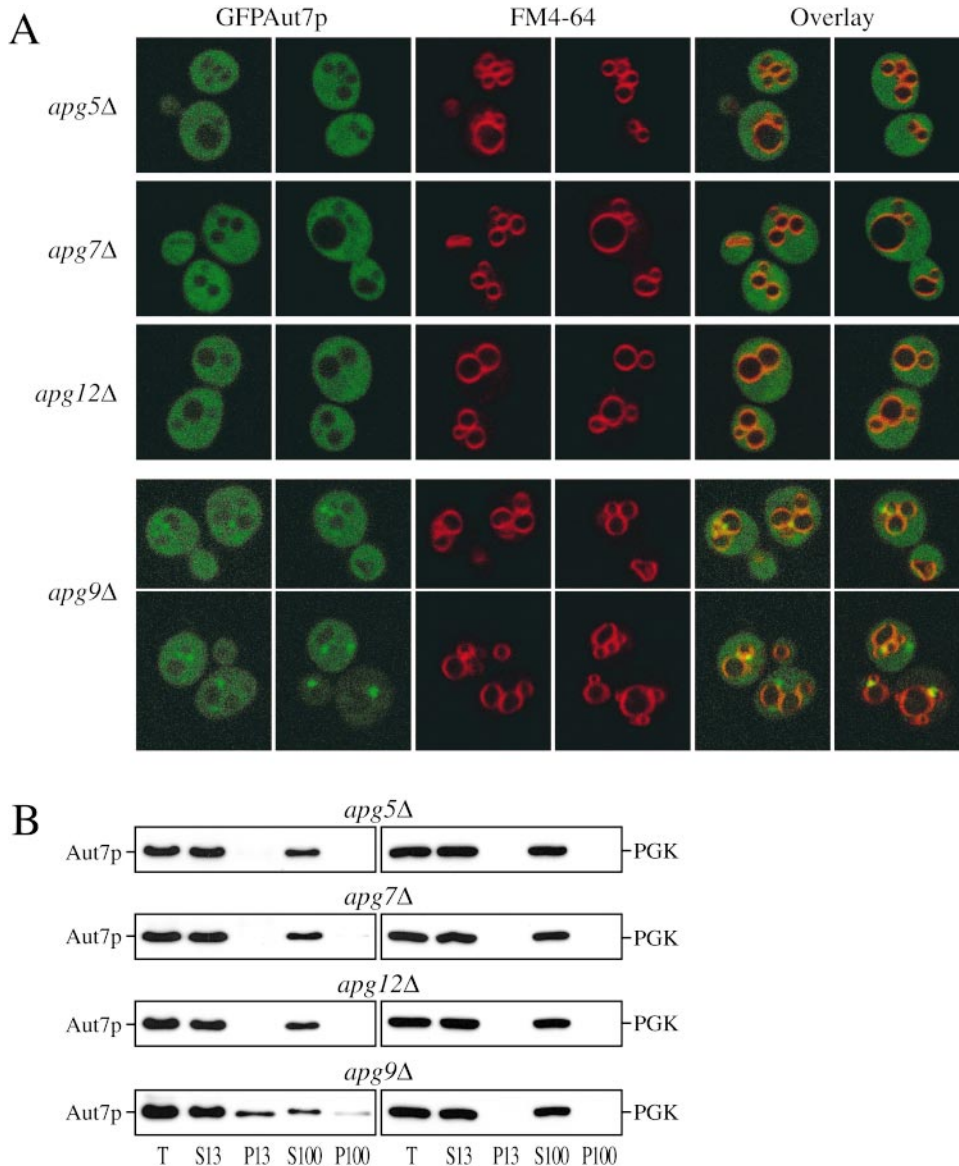 A
GFPAut7p FM4-64 Overlay
apg5Δ
apg7Δ
apg12Δ
apg9Δ
B
apg5Δ
Aut7p PGK
apg7Δ
Aut7p PGK
apg12Δ
Aut7p PGK
apg9Δ
Aut7p PGK
T S13 P13 S100 P100 T S13 P13 S100 P100